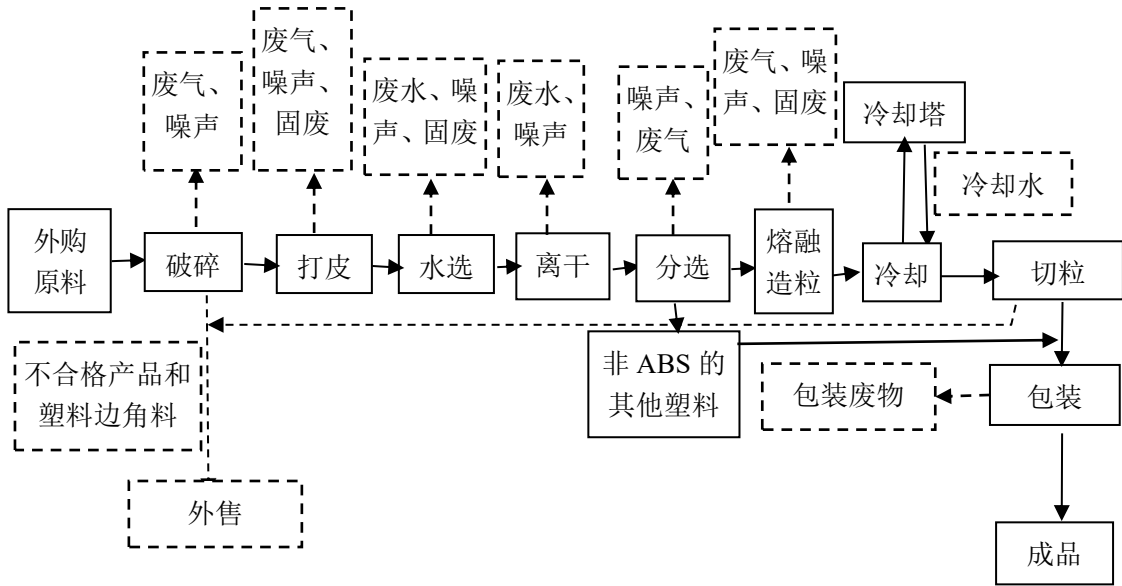 废气、
噪声
废气、
噪声、
固废
废水、噪
声、固废
废水、
噪声
噪声、
废气
废气、噪
声、固废
冷却塔
冷却水
外购
原料
破碎
打皮
水选
离干
分选
熔融
造粒
冷却
切粒
不合格产品和
塑料边角料
非 ABS 的
其他塑料
包装废物
包装
外售
成品